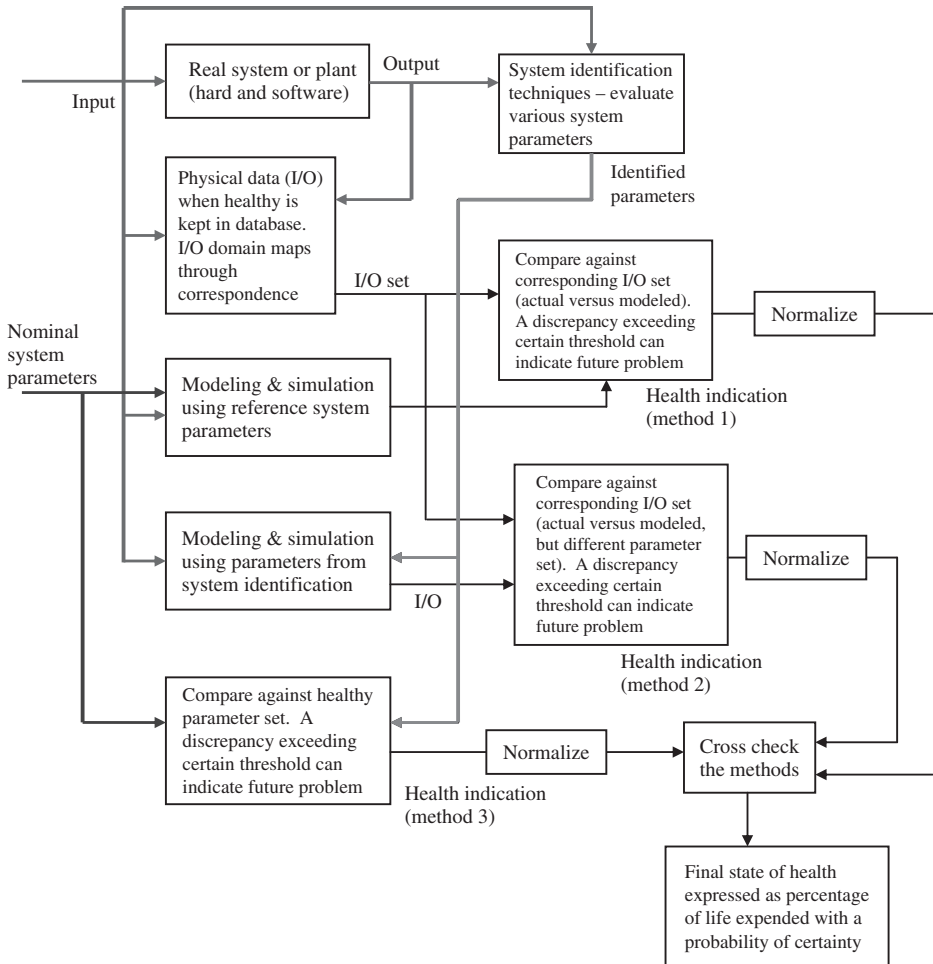 Real system or plant
(hard and software)
Output
Input
System identification
techniques – evaluate
various system
parameters
Identified
parameters
Physical data (I/O)
when healthy is
kept in database.
I/O domain maps
through
correspondence
I/O set
Compare against
corresponding I/O set
(actual versus modeled).
A discrepancy exceeding
certain threshold can
indicate future problem
Normalize
Health indication
(method 1)
Nominal
system
parameters
Modeling & simulation
using reference system
parameters
Compare against
corresponding I/O set
(actual versus modeled,
but different parameter
set).  A discrepancy
exceeding certain
threshold can indicate
future problem
Normalize
Health indication
(method 2)
Modeling & simulation
using parameters from
system identification
I/O
Compare against healthy
parameter set.  A
discrepancy exceeding
certain threshold can
indicate future problem
Normalize
Health indication
(method 3)
Cross check
the methods
Final state of health
expressed as percentage
of life expended with a
probability of certainty